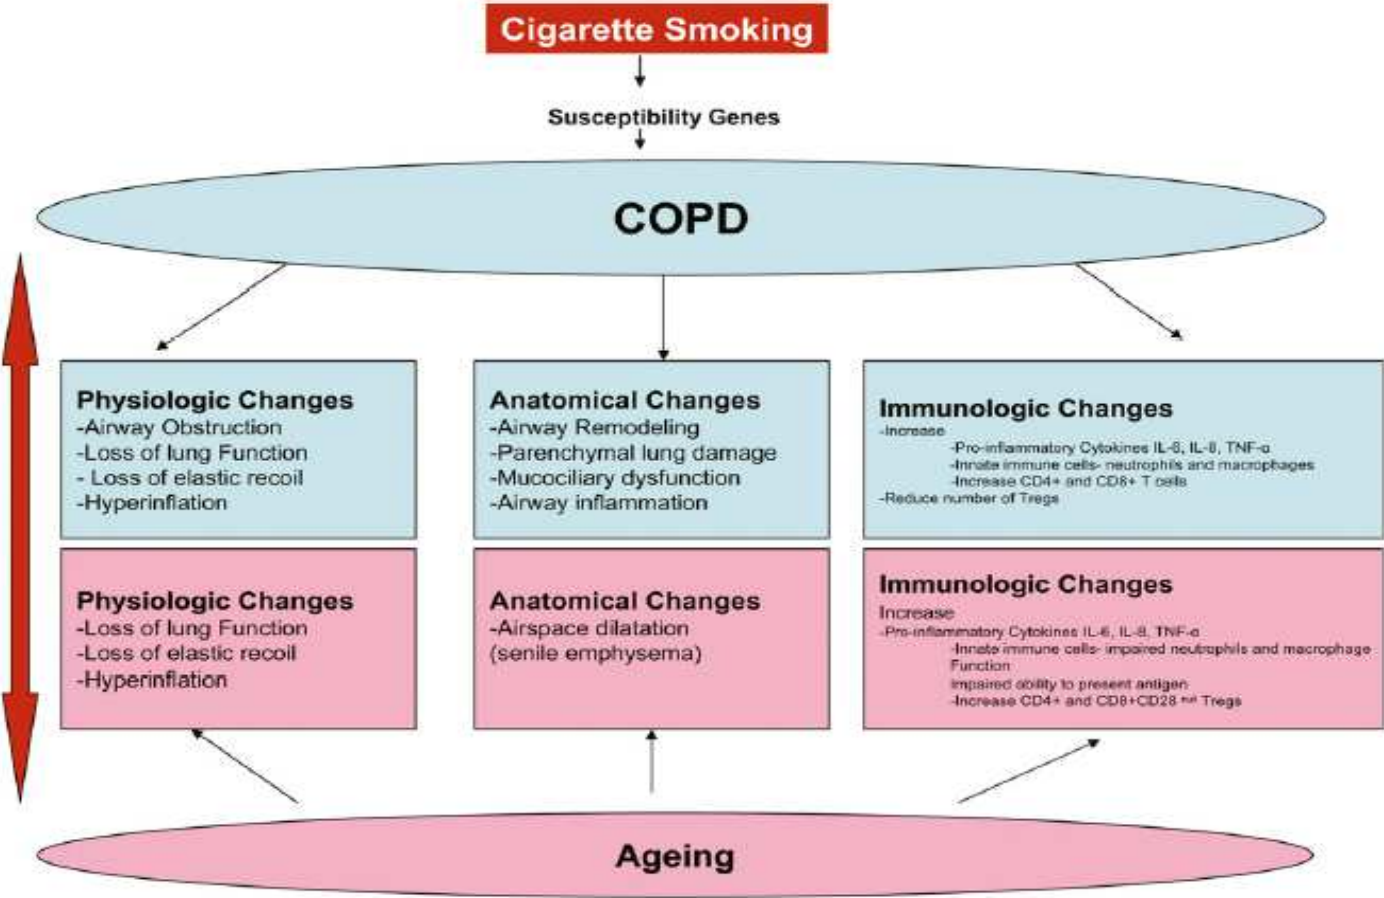 Cigarette Smoking
Susceptibility Genes
COPD
Physiologic Changes
-Airway Obstruction
-Loss of lung Function
- Loss of elastic recoil
-Hyperinflation
Anatomical Changes
-Airway Remodeling
-Parenchymal lung damage
-Mucociliary dysfunction
-Airway inflammation
Immunologic Changes
-Increase
-Pro-inflammatory Cytokines IL-6, IL-8, TNF-α
-Innate immune cells- neutrophils and macrophages
-Increase CD4+ and CD8+ T cells
-Reduce number of Tregs
Physiologic Changes
-Loss of lung Function
-Loss of elastic recoil
-Hyperinflation
Anatomical Changes
-Airspace dilatation
(senile emphysema)
Immunologic Changes
Increase
-Pro-inflammatory Cytokines IL-6, IL-8, TNF-α
-Innate immune cells- impaired neutrophils and macrophage
Function
Impaired ability to present antigen
-Increase CD4+ and CD8+CD28 Tregs
Ageing